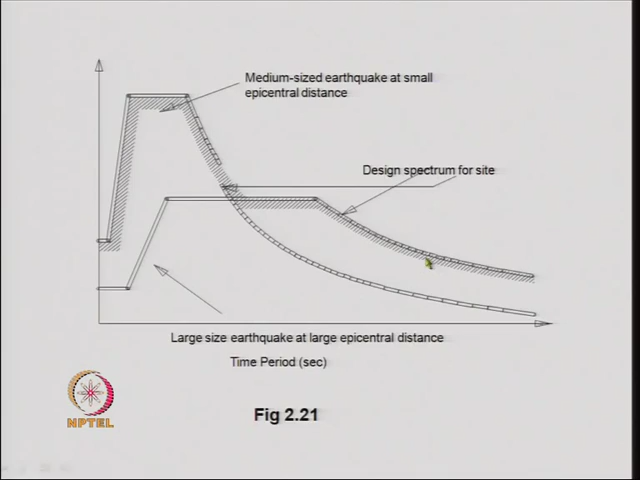 Medium-sized earthquake at small
epicentral distance
Design spectrum for site
Large size earthquake at large epicentral distance
Time Period (sec)
NPTEL
Fig 2.21